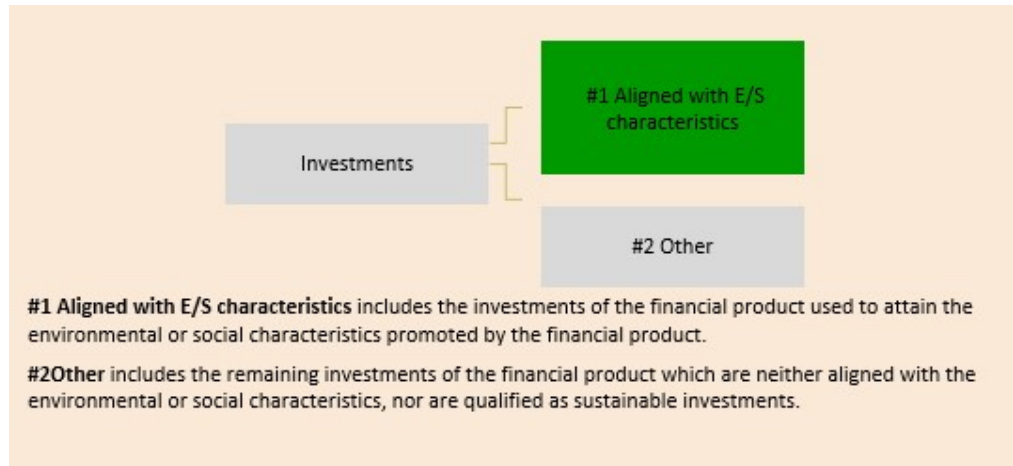 #1 Aligned with E/S
characteristics
Investments
#2 Other
#1 Aligned with E/S characteristics includes the investments of the financial product used to attain the
environmental or social characteristics promoted by the financial product.
#2Other includes the remaining investments of the financial product which are neither aligned with the
environmental or social characteristics, nor are qualified as sustainable investments.